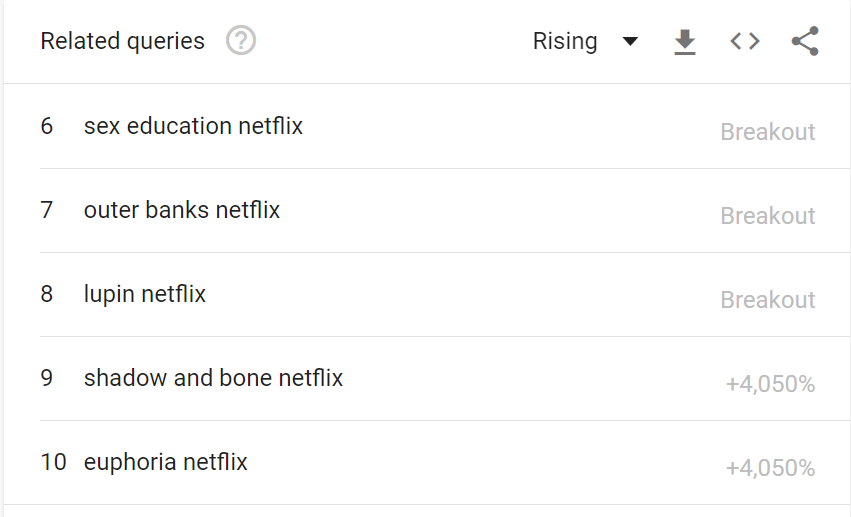 Related queries ? Rising
6 sex education netflix Breakout
7 outer banks netflix Breakout
8 lupin netflix Breakout
9 shadow and bone netflix +4,050%
10 euphoria netflix +4,050%